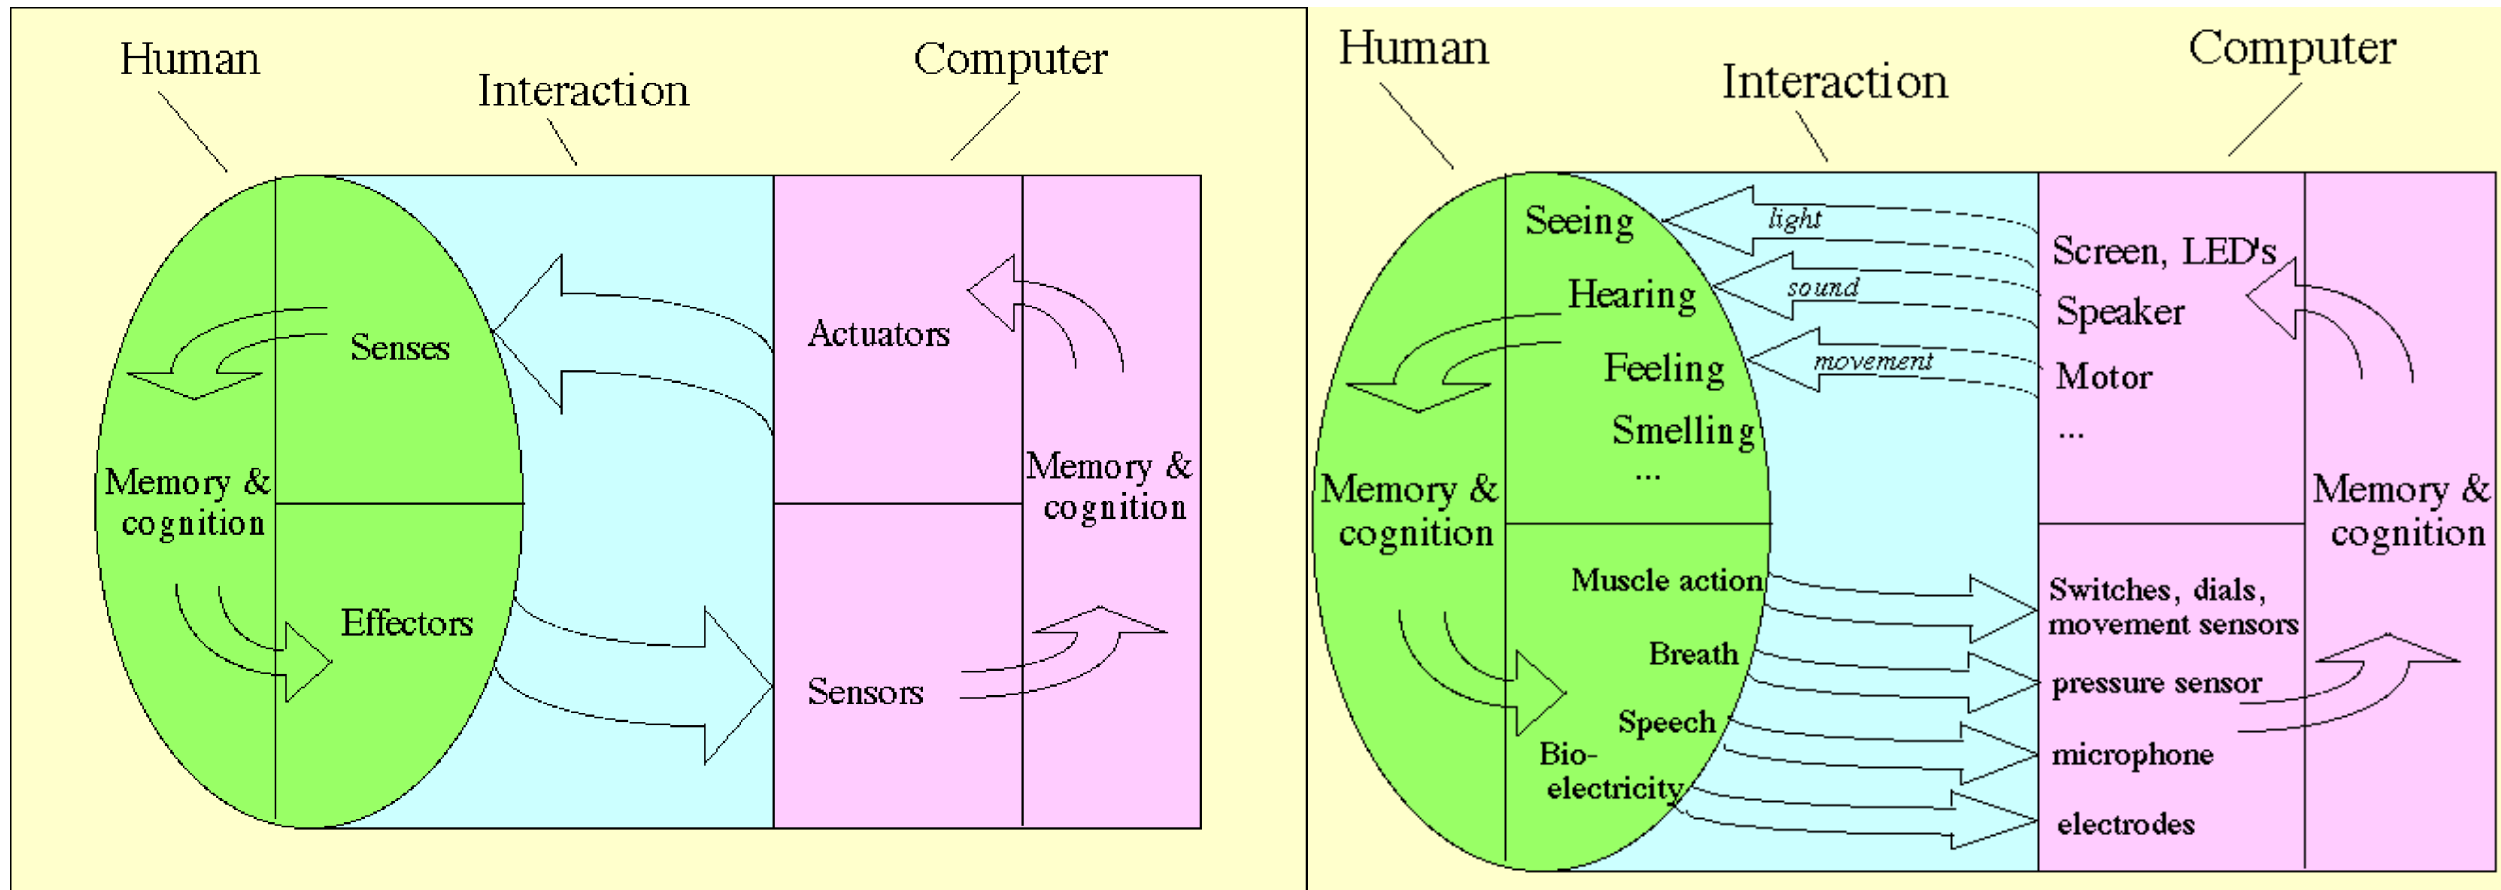 Human
Interaction
Computer
Senses
Actuators
Memory &
cognition
Memory &
cognition
Effectors
Sensors
Human
Interaction
Computer
Seeing
light
Screen, LED's
Hearing
sound
Speaker
Feeling
movement
Motor
Smelling
...
...
Memory &
cognition
Memory &
cognition
Muscle action
Switches, dials,
movement sensors
Breath
pressure sensor
Speech
microphone
Bio-
electricity
electrodes